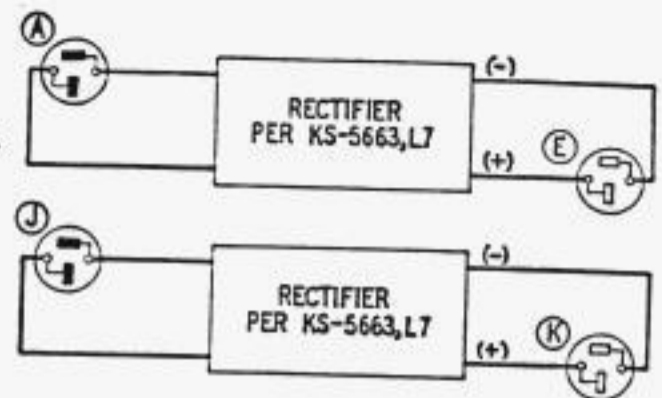 A
(-)
RECTIFIER
PER KS-5663,L7
(+)
E
J
(-)
RECTIFIER
PER KS-5663,L7
(+)
K